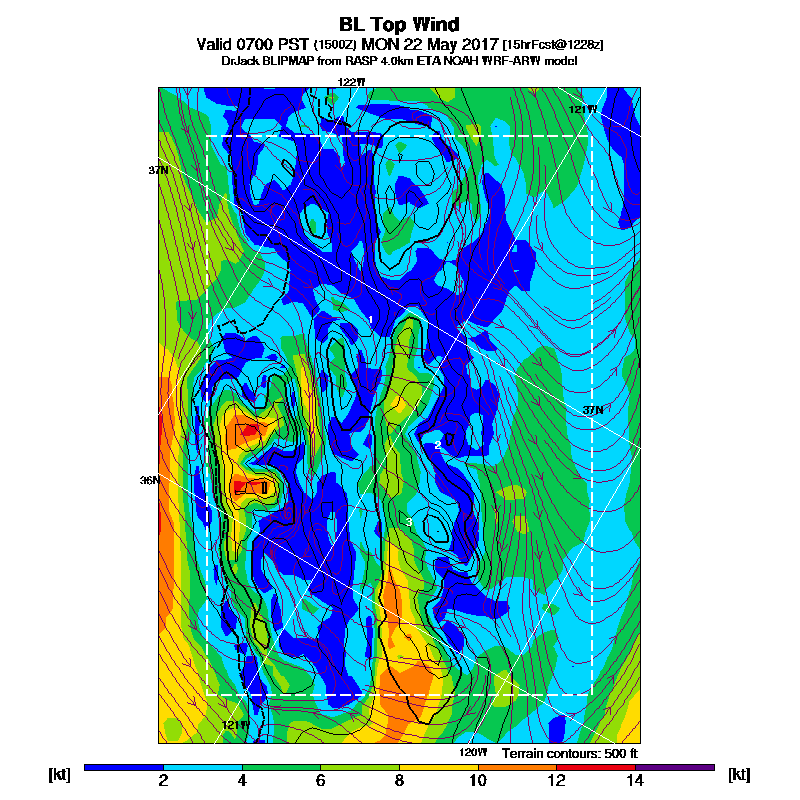 BL Top Wind
Valid 0700 PST (1500Z) MON 22 May 2017 [15hrFcst@1228z]
DrJack BLIPMAP from RASP 4.0km ETA NOAH WRF-ARW model
122W
121W
37N
1
37N
2
36N
3
121W
120W Terrain contours: 500 ft
[kt] 2 4 6 8 10 12 14 [kt]